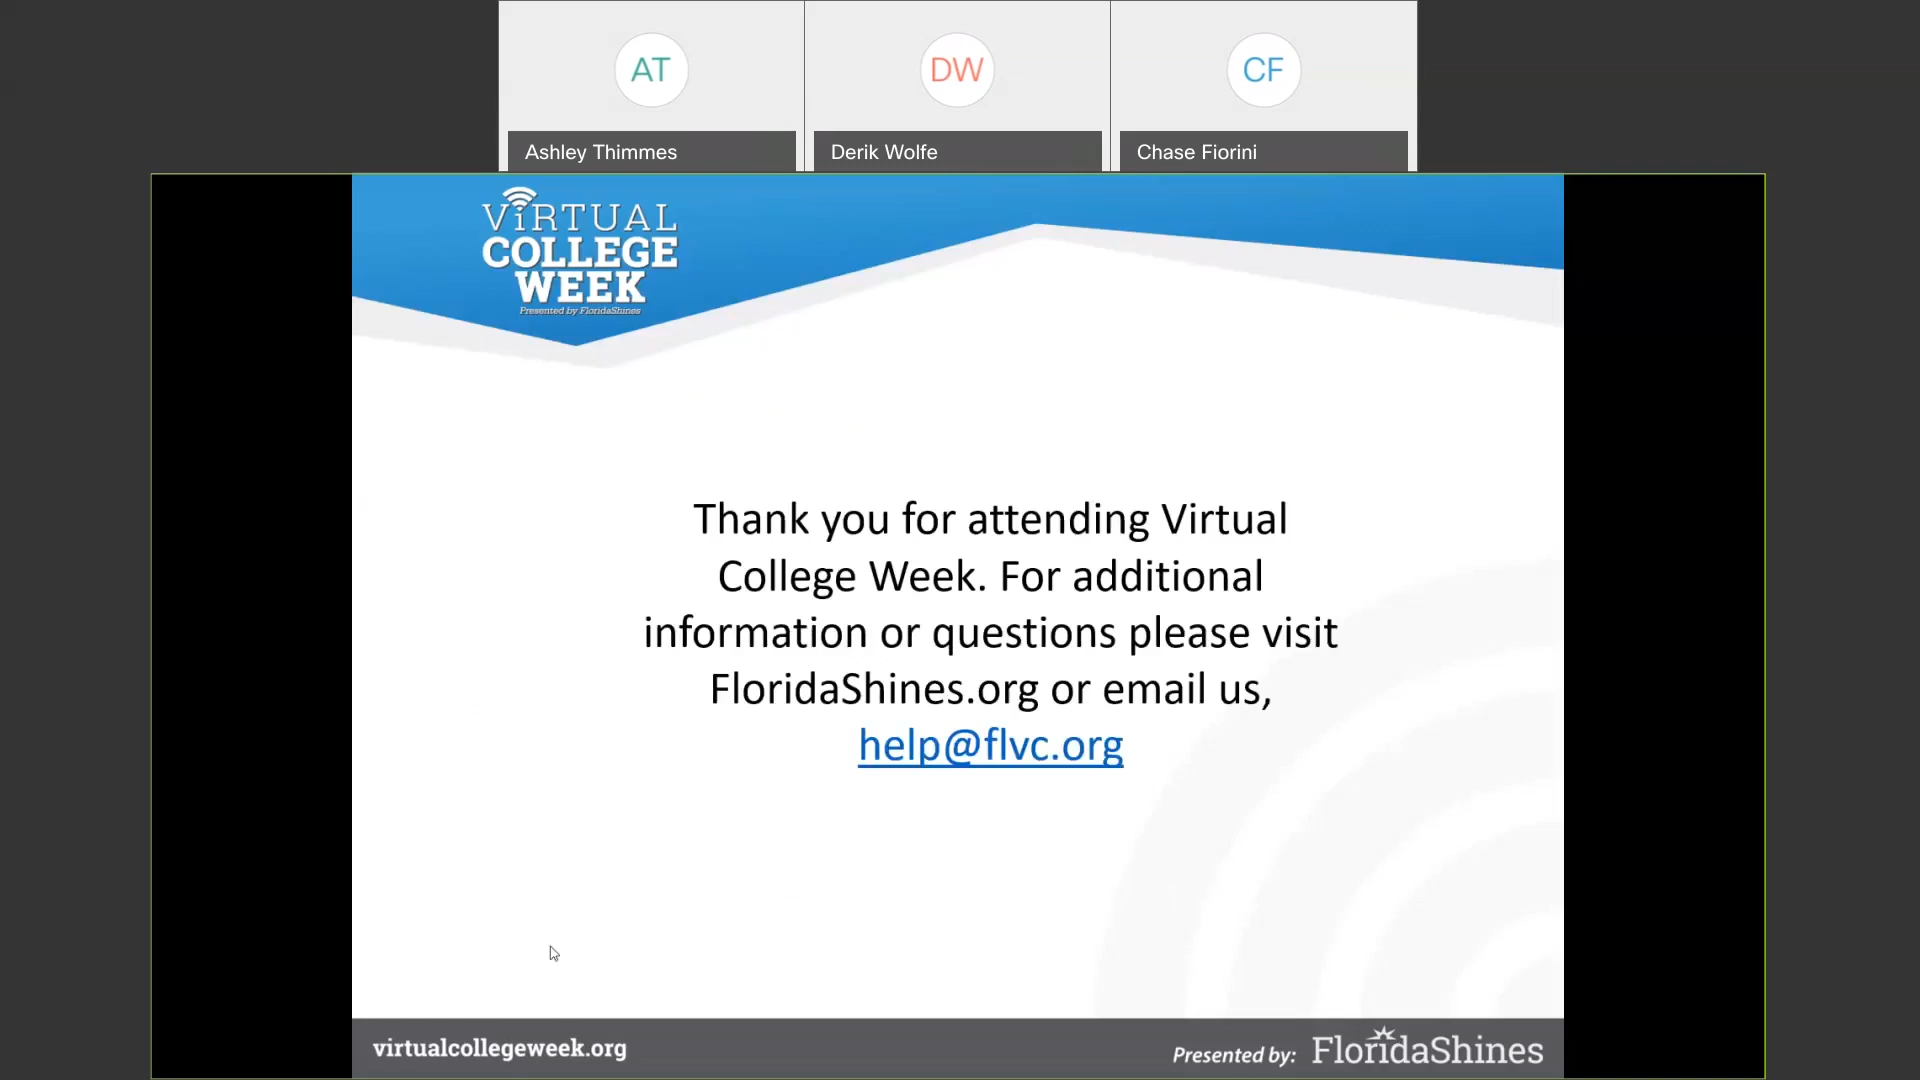 AT
DW
CF
Ashley Thimmes
Derik Wolfe
Chase Fiorini
ViRTUAL
COLLEGE
WEEK
Presented by FloridaShines
Thank you for attending Virtual
College Week. For additional
information or questions please visit
FloridaShines.org or email us,
help@flvc.org
virtualcollegeweek.org
Presented by: FloridaShines